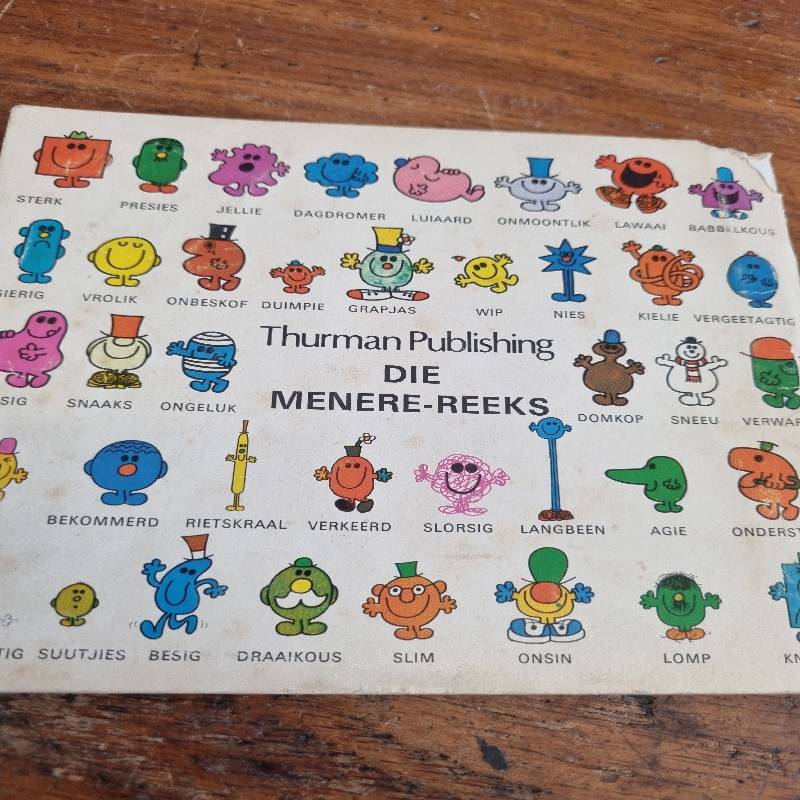 STERK PRESIES JELLIE DAGDROMER LUIAARD ONMOONTLIK LAWAAI BABBELKOUS
GIERIG VROLIK ONBESKOF DUIMPIE GRAPJAS WIP NIES KIELIE VERGEETAGTIG
SNAAKS ONGELUK
Thurman Publishing
DIE
MENERE-REEKS
DOMKOP SNEEU
BEKOMMERD RIETSKRAAL VERKEERD SLORSIG LANGBEEN AGIE
SUUTJIES BESIG DRAAIKOUS SLIM ONSIN LOMP